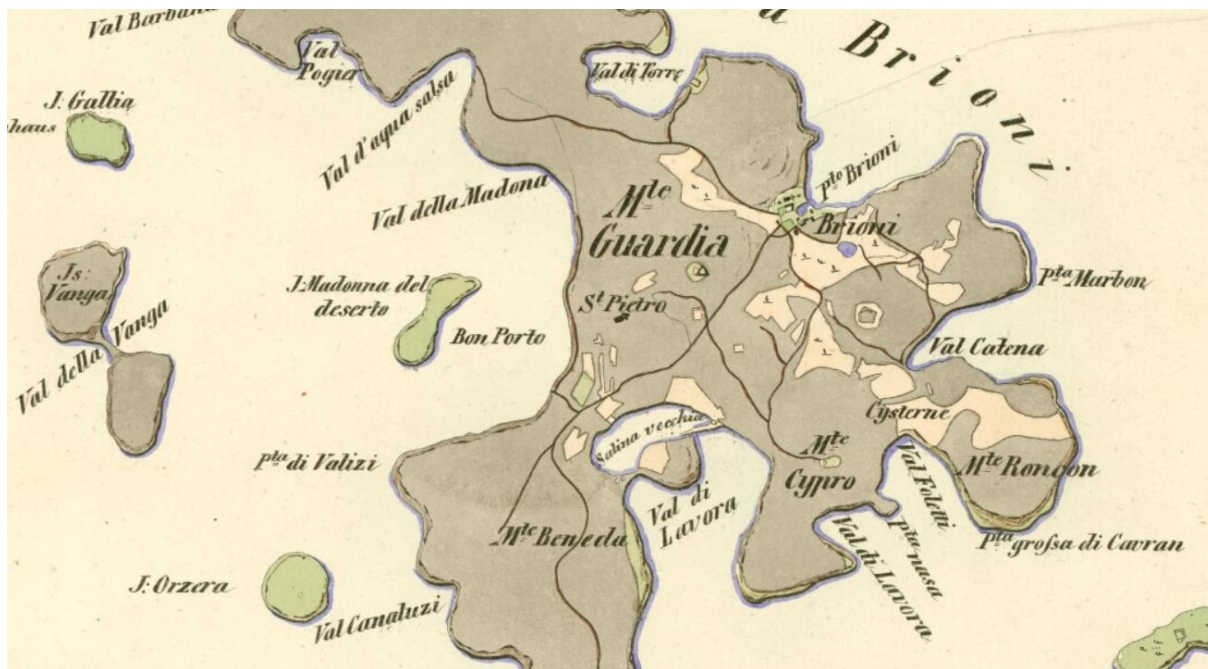 Val Barbana
Val
Pogier
Val di Torre
a Brioni
J: Gallia
haus
Val d'aqua salsa
Val della Madona
Pto Brioni
Brioni
Mte
Guardia
Js:
Vanga
Val della Vanga
J: Madonna del
deserto
Bon Porto
St Pietro
Pta Marbon
Val Catena
Cysterne
Salina vecchia
Pta di Valizi
Mte
Cypro
Mte Roncon
Val Foletti
Val di
Lavora
Mte Beneda
Pta nasa
Val di Lavora
Pta grossa di Cavran
J: Orzera
Val Canaluzi